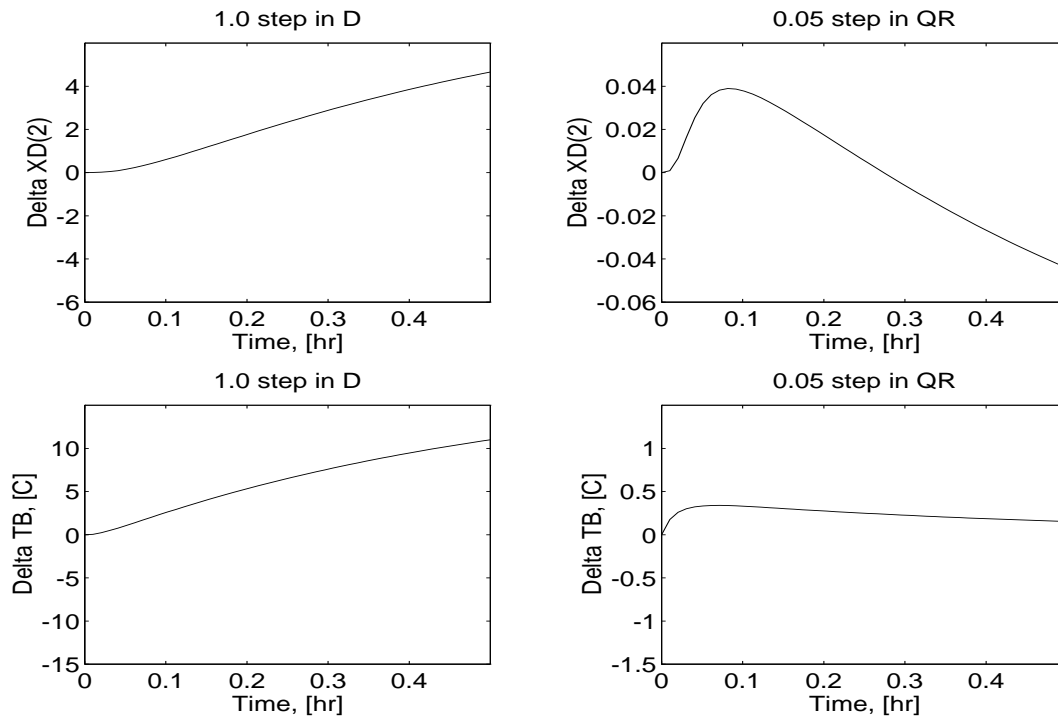 1.0 step in D
4
2
0
-2
-4
-6
Delta XD(2)
0 0.1 0.2 0.3 0.4
Time, [hr]
0.05 step in QR
0.04
0.02
0
-0.02
-0.04
-0.06
Delta XD(2)
0 0.1 0.2 0.3 0.4
Time, [hr]
1.0 step in D
10
5
0
-5
-10
-15
Delta TB, [C]
0 0.1 0.2 0.3 0.4
Time, [hr]
0.05 step in QR
1
0.5
0
-0.5
-1
-1.5
Delta TB, [C]
0 0.1 0.2 0.3 0.4
Time, [hr]